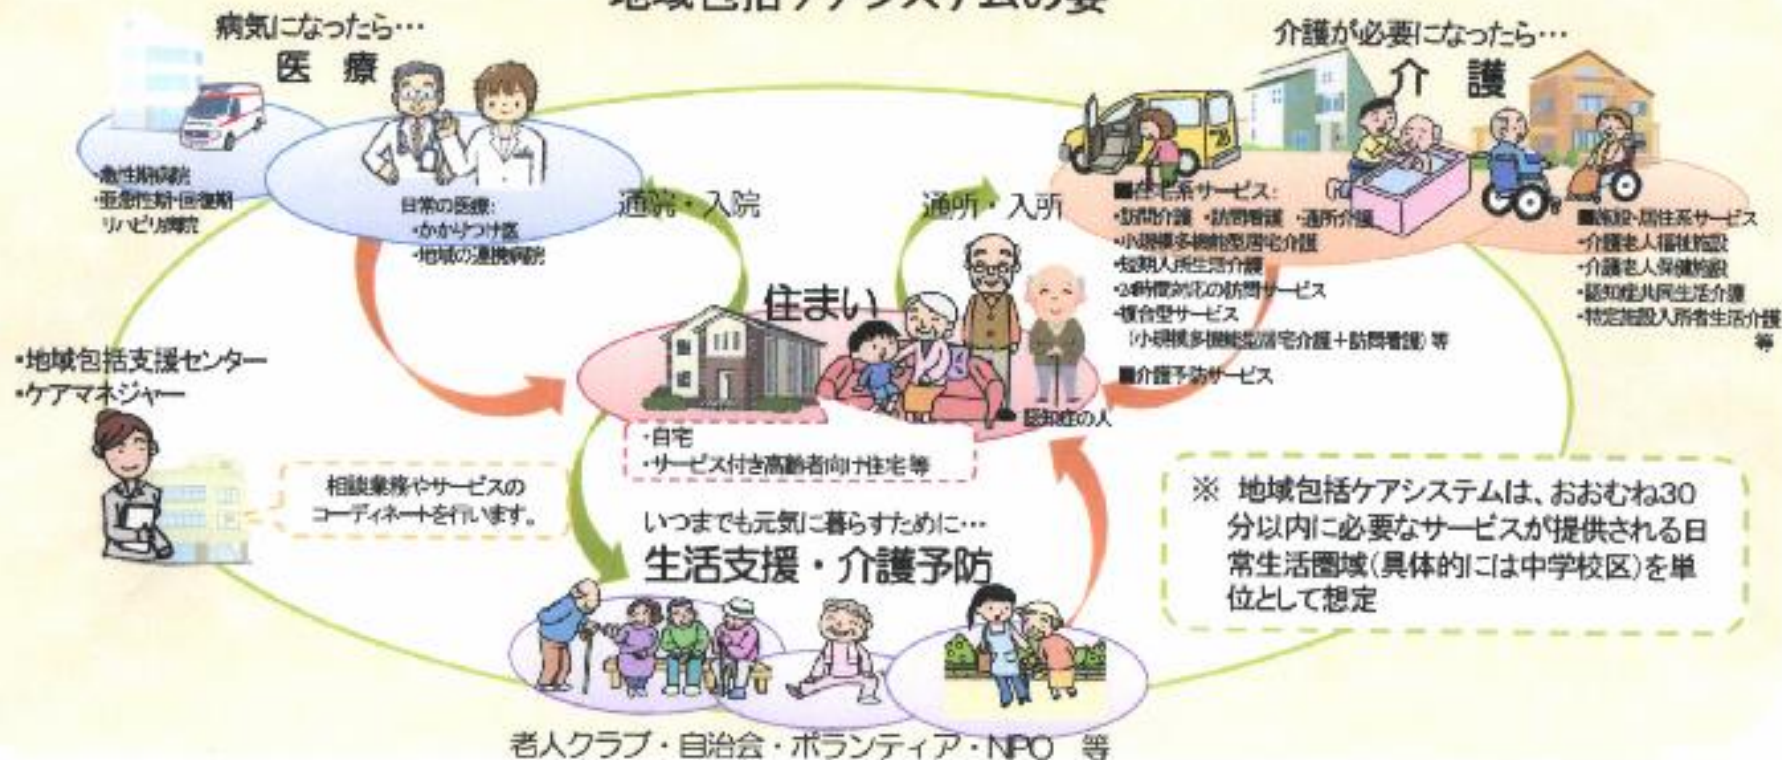 地域包括ケアシステムの姿
病気になったら…
医 療
・急性期病院
・亜急性期・回復期
リハビリ病院
日常の医療:
・かかりつけ医
・地域の連携病院
通院・入院
通所・入所
介護が必要になったら…
介 護
■在宅系サービス:
・訪問介護 ・訪問看護 ・通所介護
・小規模多機能型居宅介護
・短期入所生活介護
・24時間対応の訪問サービス
・複合型サービス
(小規模多機能型居宅介護+訪問看護) 等
■介護予防サービス
■施設・居住系サービス
・介護老人福祉施設
・介護老人保健施設
・認知症共同生活介護
・特定施設入所者生活介護
等
住まい
認知症の人
・自宅
・サービス付き高齢者向け住宅 等
・地域包括支援センター
・ケアマネジャー
相談業務やサービスの
コーディネートを行います。
いつまでも元気に暮らすために…
生活支援・介護予防
老人クラブ・自治会・ボランティア・NPO 等
※ 地域包括ケアシステムは、おおむね30
分以内に必要なサービスが提供される日
常生活圏域(具体的には中学校区)を単
位として想定